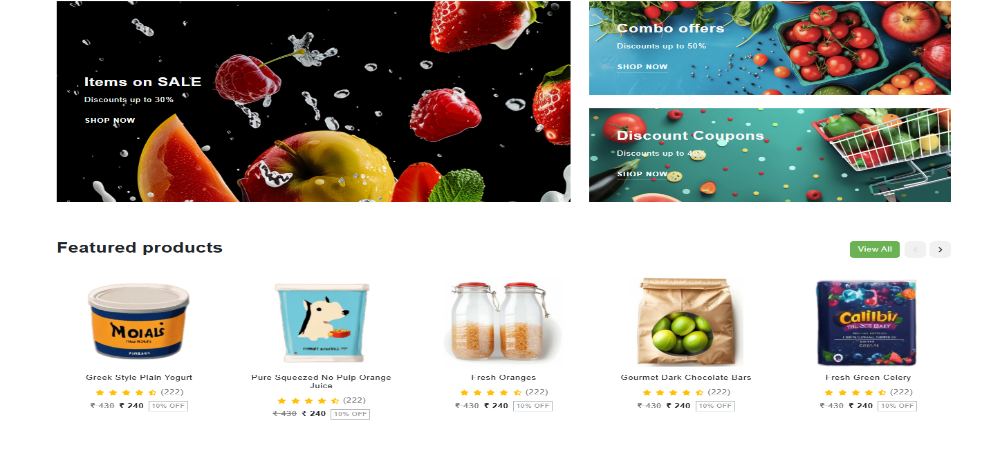 Items on SALE
Discounts up to 30%
SHOP NOW
Combo offers
Discounts up to 50%
SHOP NOW
Discount Coupons
Discounts up to 40%
SHOP NOW
Featured products
View All
MOIALS
Greek Style Plain Yogurt
(222)
₹ 430 ₹ 240 10% OFF
Pure Squeezed No Pulp Orange
Juice
(222)
₹ 430 ₹ 240 10% OFF
Fresh Oranges
(222)
₹ 430 ₹ 240 10% OFF
Gourmet Dark Chocolate Bars
(222)
₹ 430 ₹ 240 10% OFF
Callibi
Fresh Green Celery
(222)
₹ 430 ₹ 240 10% OFF